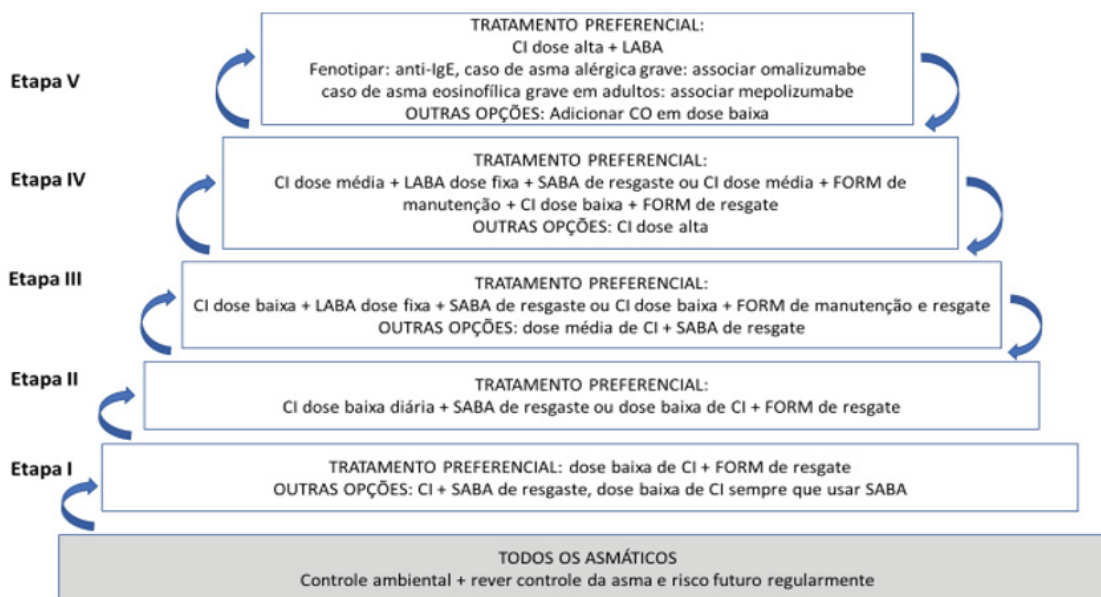 Etapa V
TRATAMENTO PREFERENCIAL:
CI dose alta + LABA
Fenotipar: anti-IgE, caso de asma alérgica grave: associar omalizumabe
caso de asma eosinofílica grave em adultos: associar mepolizumabe
OUTRAS OPÇÕES: Adicionar CO em dose baixa
Etapa IV
TRATAMENTO PREFERENCIAL:
CI dose média + LABA dose fixa + SABA de resgaste ou CI dose média + FORM de
manutenção + CI dose baixa + FORM de resgate
OUTRAS OPÇÕES: CI dose alta
Etapa III
TRATAMENTO PREFERENCIAL:
CI dose baixa + LABA dose fixa + SABA de resgaste ou CI dose baixa + FORM de manutenção e resgate
OUTRAS OPÇÕES: dose média de CI + SABA de resgate
Etapa II
TRATAMENTO PREFERENCIAL:
CI dose baixa diária + SABA de resgaste ou dose baixa de CI + FORM de resgate
Etapa I
TRATAMENTO PREFERENCIAL: dose baixa de CI + FORM de resgate
OUTRAS OPÇÕES: CI + SABA de resgaste, dose baixa de CI sempre que usar SABA
TODOS OS ASMÁTICOS
Controle ambiental + rever controle da asma e risco futuro regularmente